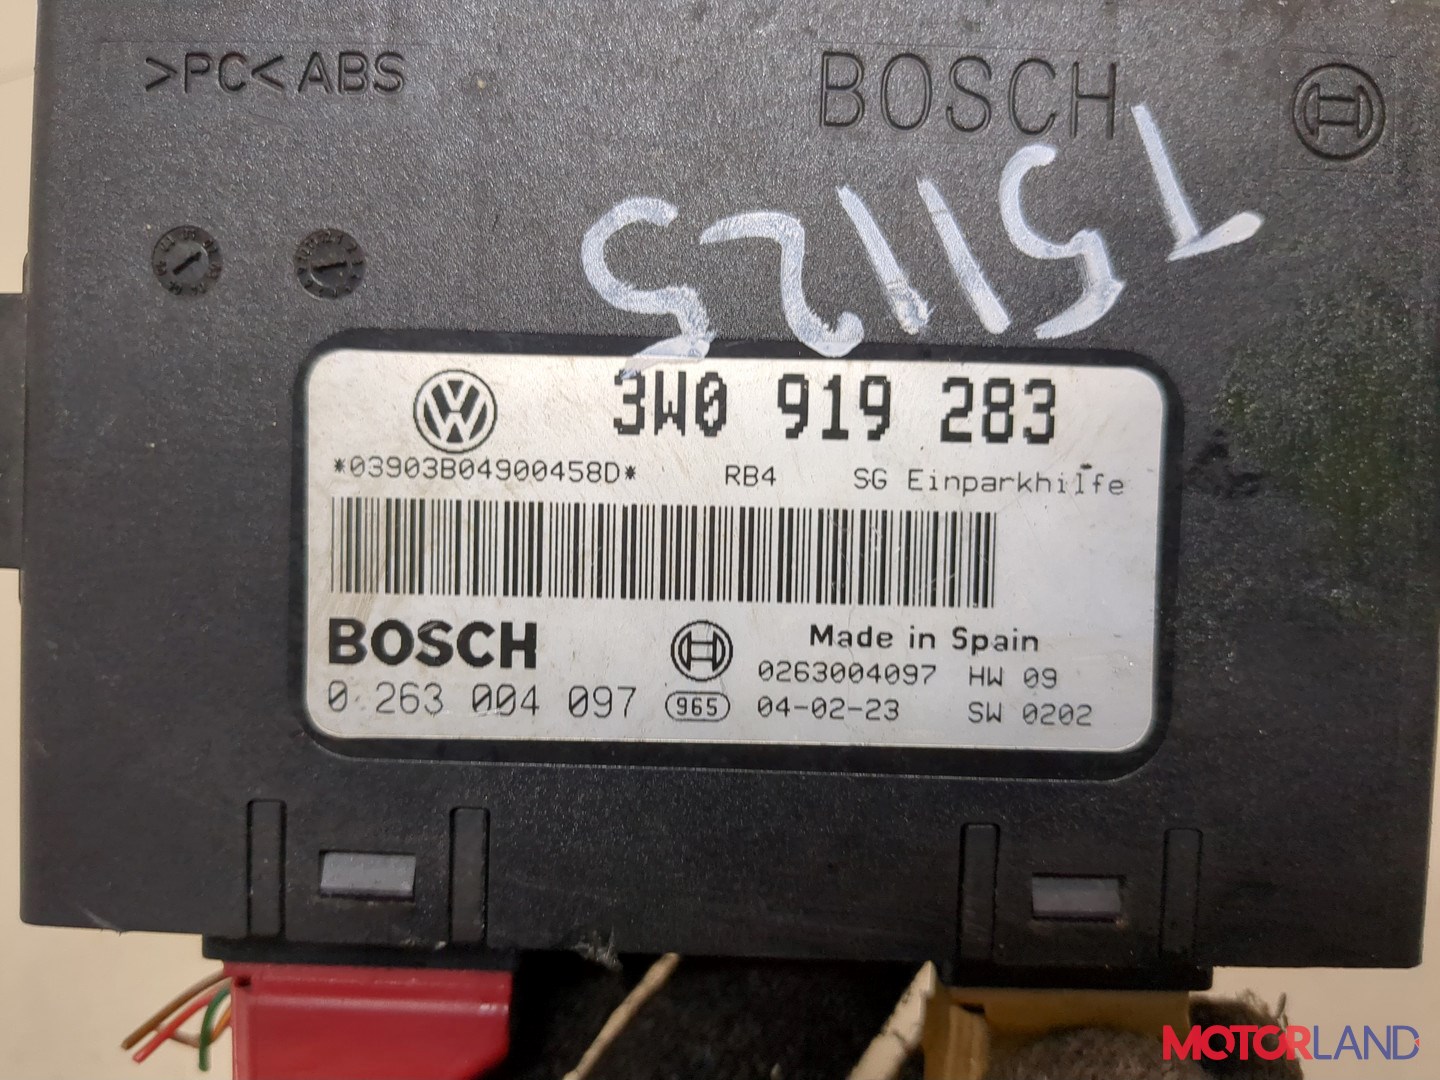 >PC<ABS
BOSCH
T51125
3W0 919 283
*03903B04900458D* RB4 SG Einparkhilfe
BOSCH Made in Spain
0263004097 HW 09
0 263 004 097 965 04-02-23 SW 0202
MOTORLAND